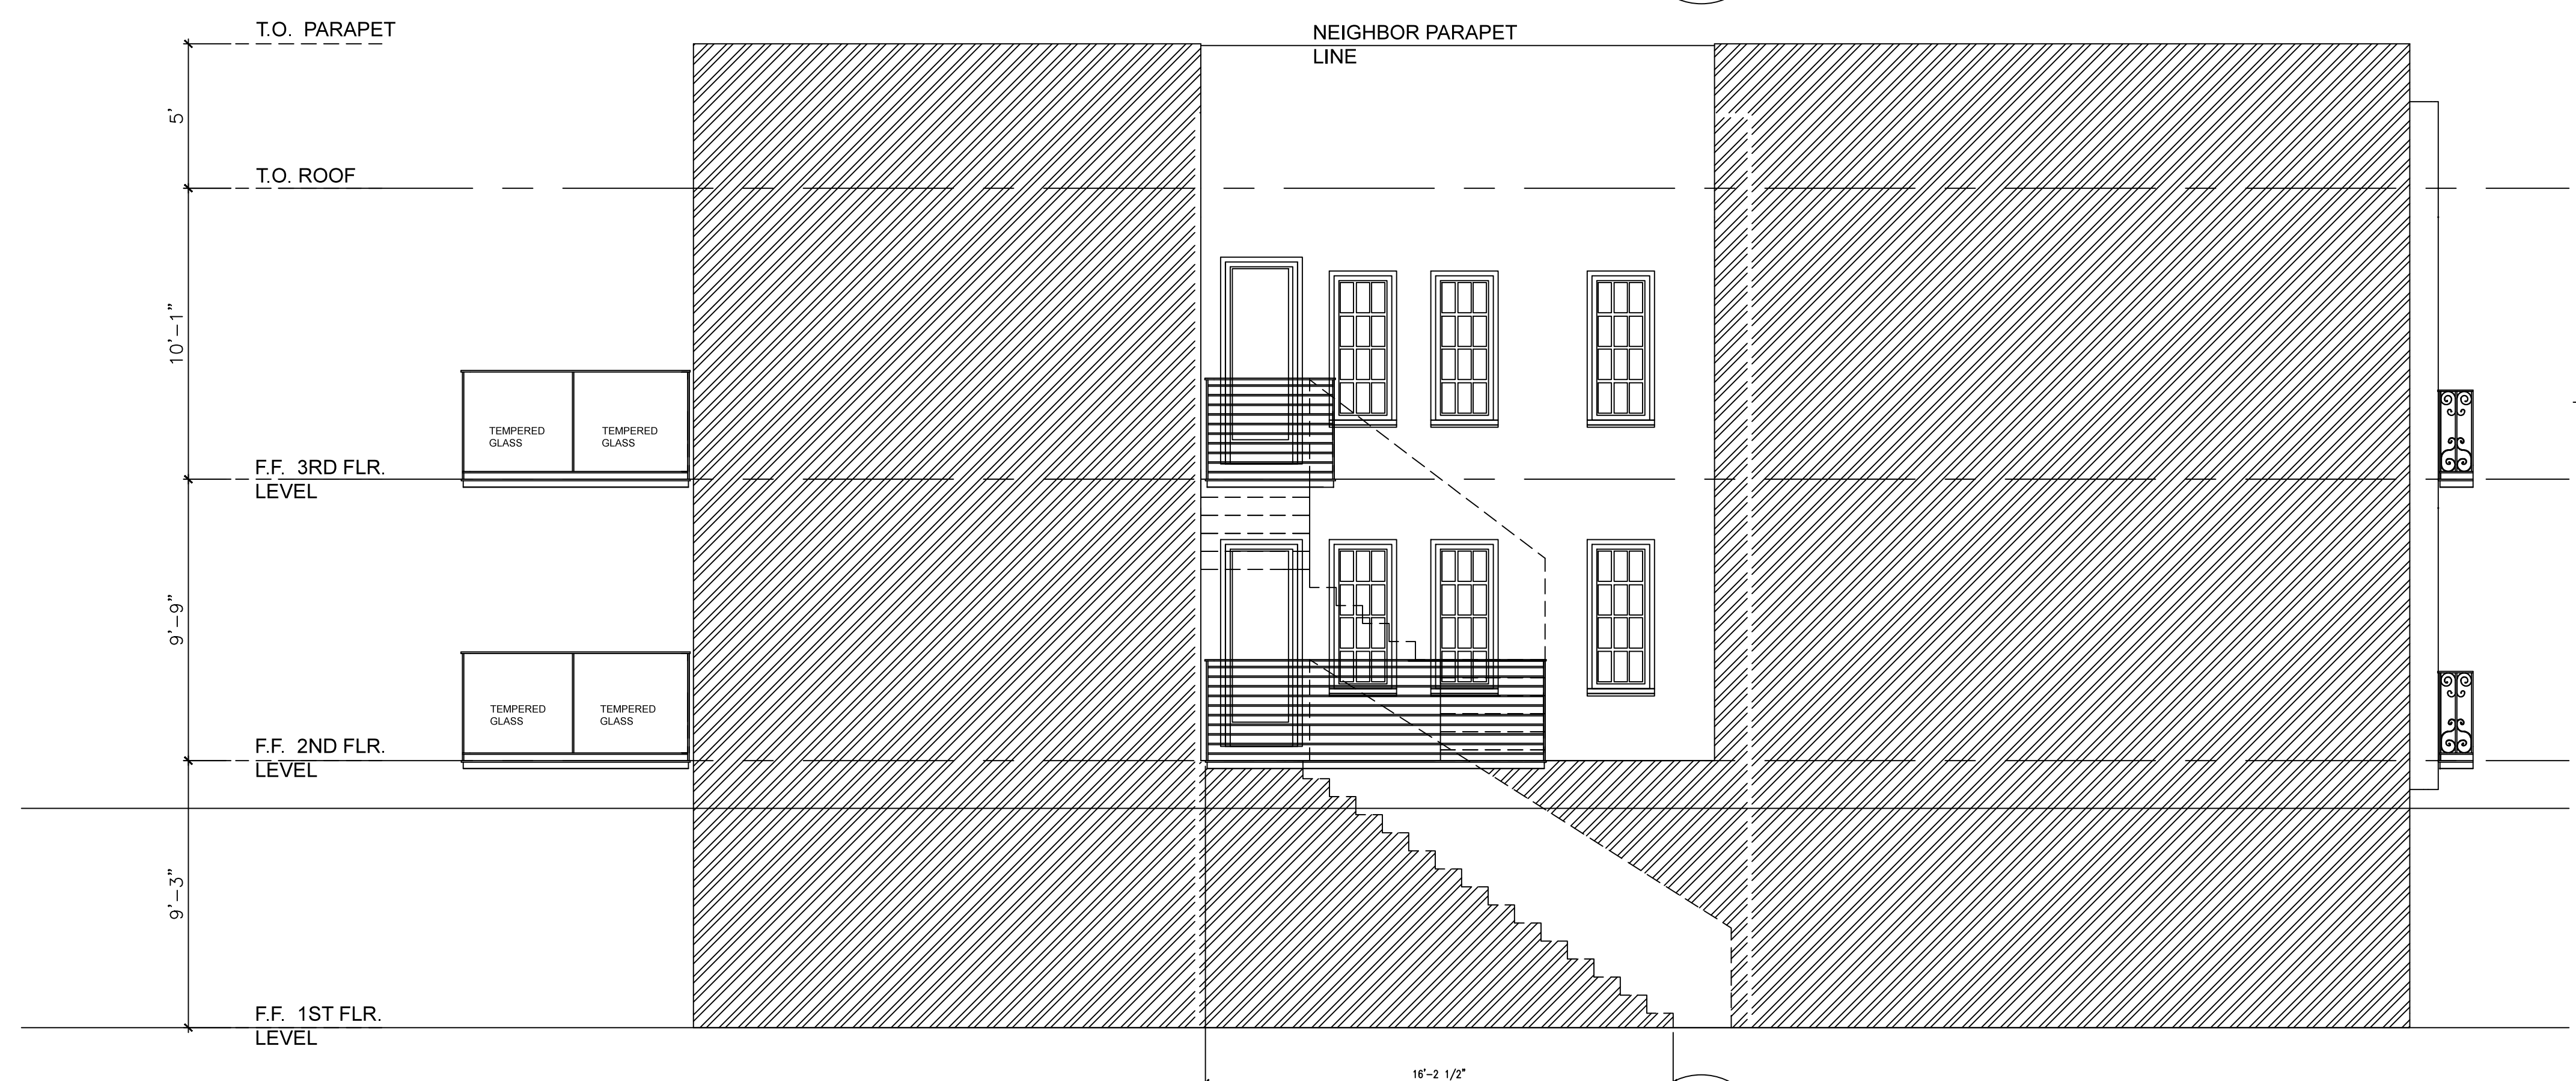 T.O. PARAPET
NEIGHBOR PARAPET
LINE
5'
T.O. ROOF
10'-1"
TEMPERED
GLASS
TEMPERED
GLASS
F.F. 3RD FLR.
LEVEL
9'-9"
TEMPERED
GLASS
TEMPERED
GLASS
F.F. 2ND FLR.
LEVEL
9'-3"
F.F. 1ST FLR.
LEVEL
16'-2 1/2"